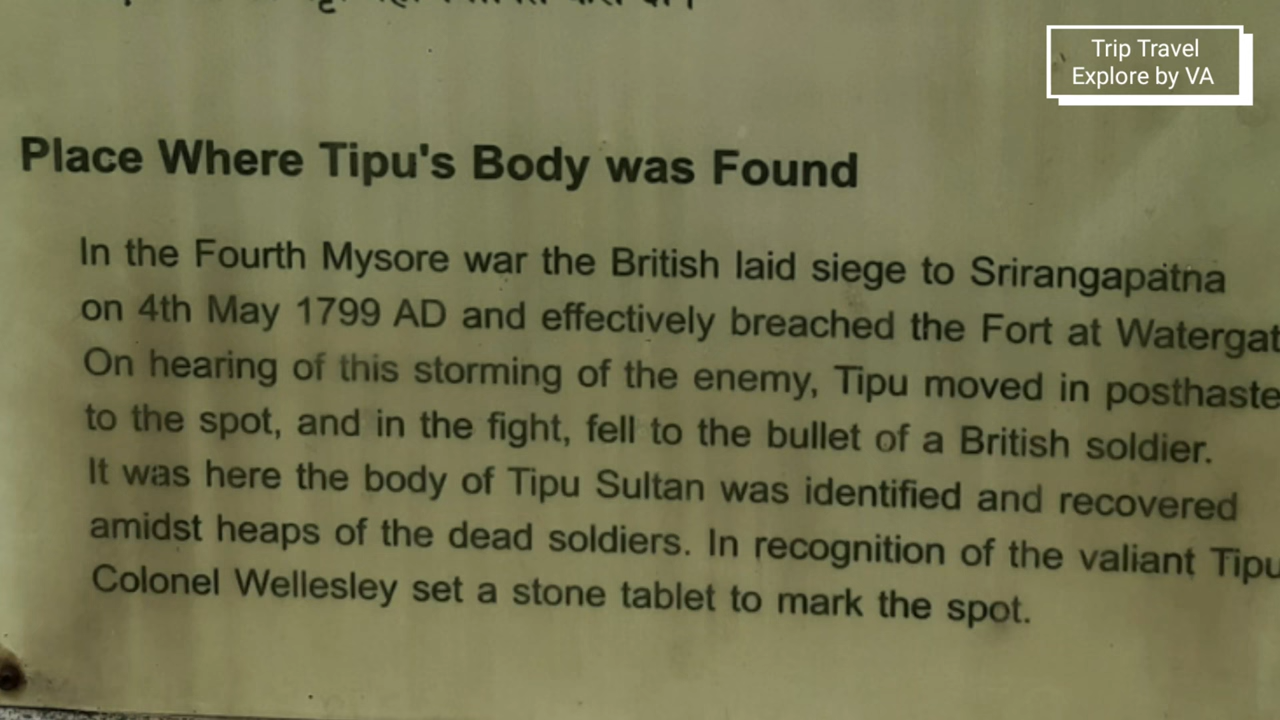 Trip Travel
Explore by VA
Place Where Tipu's Body was Found
In the Fourth Mysore war the British laid siege to Srirangapatna
on 4th May 1799 AD and effectively breached the Fort at Watergat
On hearing of this storming of the enemy, Tipu moved in posthaste
to the spot, and in the fight, fell to the bullet of a British soldier.
It was here the body of Tipu Sultan was identified and recovered
amidst heaps of the dead soldiers. In recognition of the valiant Tipu
Colonel Wellesley set a stone tablet to mark the spot.